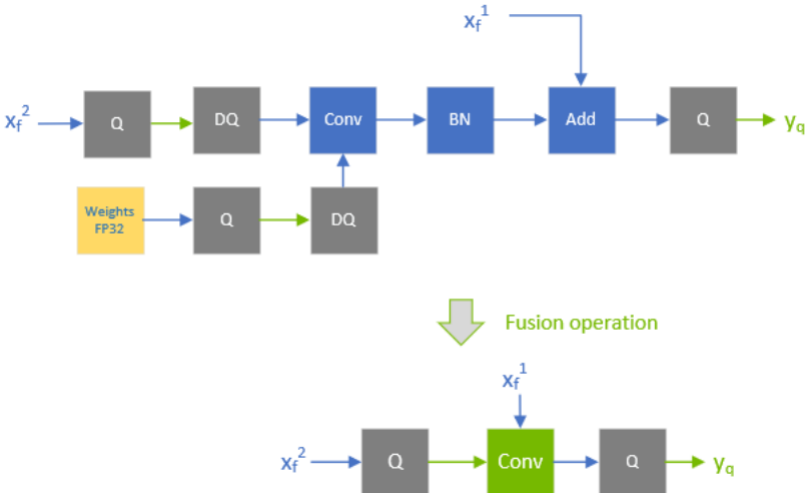 x_f^1
x_f^2 Q DQ Conv BN Add Q y_q
Weights
FP32
Q DQ
Fusion operation
x_f^1
x_f^2 Q Conv Q y_q